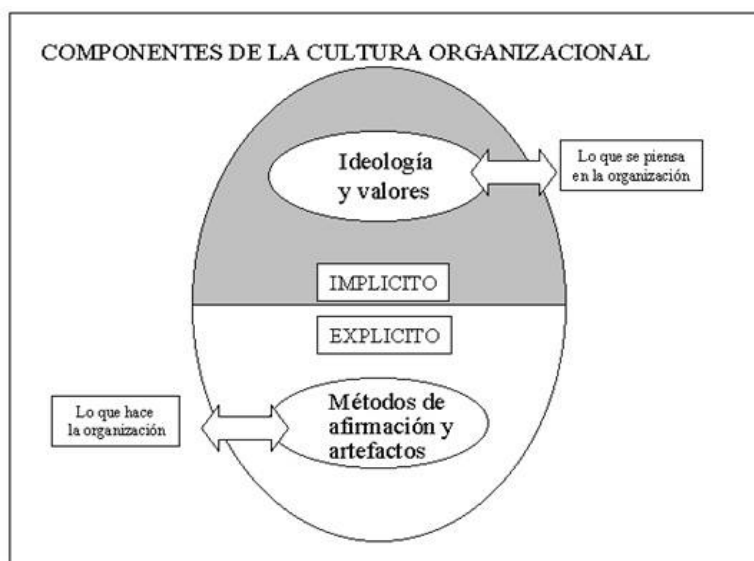 COMPONENTES DE LA CULTURA ORGANIZACIONAL
Ideología
y valores
Lo que se piensa
en la organización
IMPLICITO
EXPLICITO
Lo que hace
la organización
Métodos de
afirmación y
artefactos